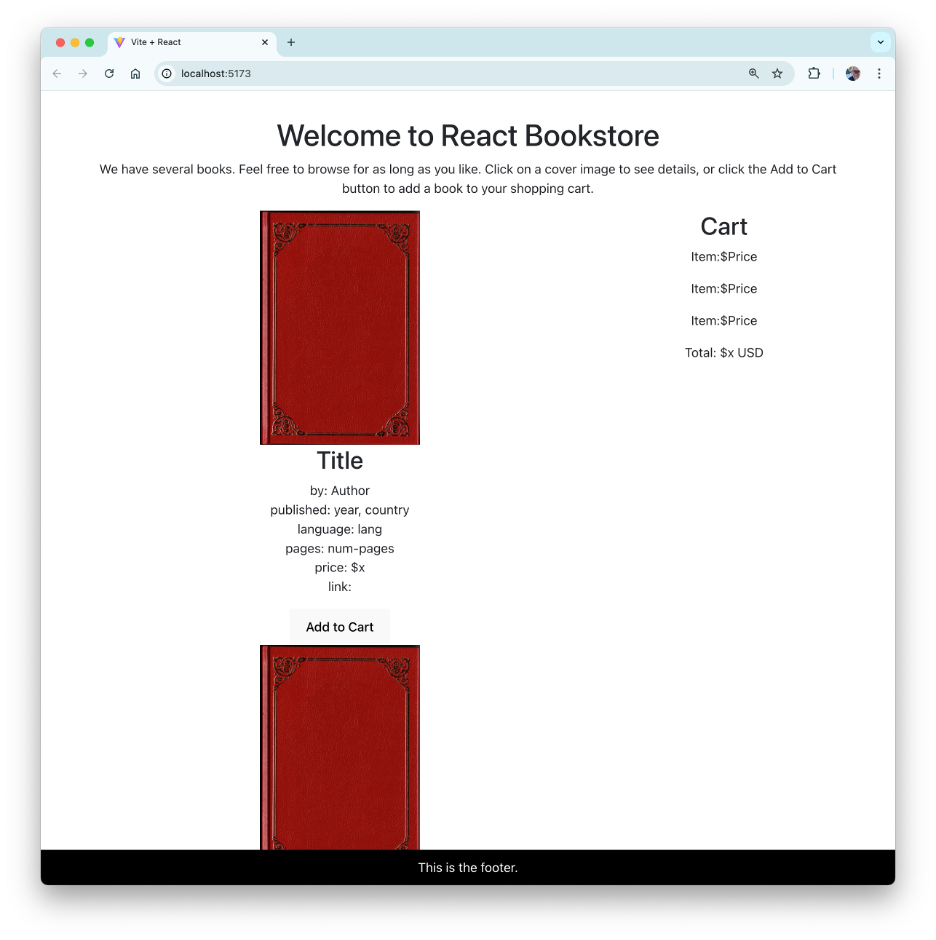 Vite + React
localhost:5173
Welcome to React Bookstore
We have several books. Feel free to browse for as long as you like. Click on a cover image to see details, or click the Add to Cart
button to add a book to your shopping cart.
Title
by: Author
published: year, country
language: lang
pages: num-pages
price: $x
link:
Add to Cart
Cart
Item:$Price
Item:$Price
Item:$Price
Total: $x USD
This is the footer.